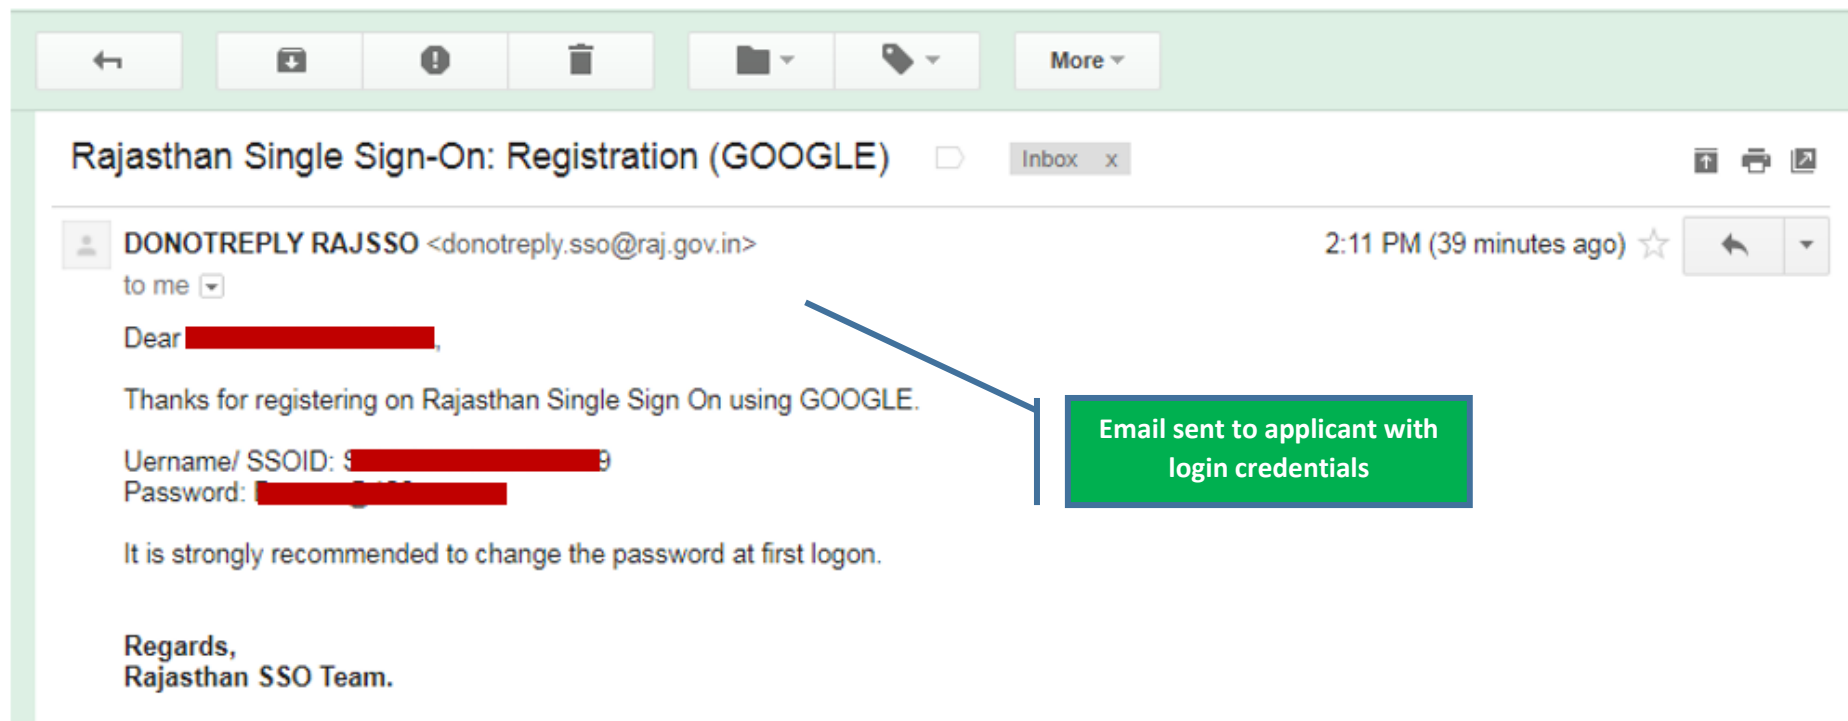 More
Rajasthan Single Sign-On: Registration (GOOGLE)
Inbox x
DONOTREPLY RAJSSO <donotreply.sso@raj.gov.in>
2:11 PM (39 minutes ago)
to me
Dear ,
Thanks for registering on Rajasthan Single Sign On using GOOGLE.
Email sent to applicant with
login credentials
Uername/ SSOID: S 9
Password:
It is strongly recommended to change the password at first logon.
Regards,
Rajasthan SSO Team.